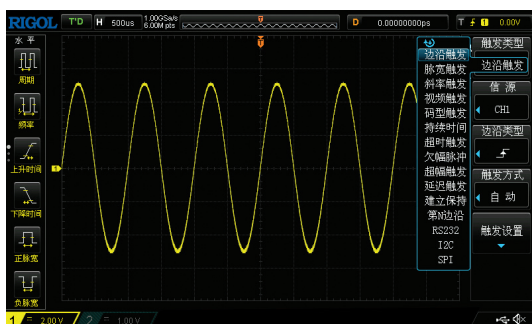 RIGOL T'D H 500us 1.00GSa/s 6.00M pts D 0.00000000ps T 1 0.00V
水平
周期
频率
上升时间
下降时间
正脉宽
负脉宽
T
1
边沿触发
脉宽触发
斜率触发
视频触发
码型触发
持续时间
超时触发
欠幅脉冲
超幅触发
延迟触发
建立保持
第N边沿
RS232
I2C
SPI
触发类型
边沿触发
信源
CH1
边沿类型
触发方式
自动
触发设置
1 = 2.00V 2 = 1.00V